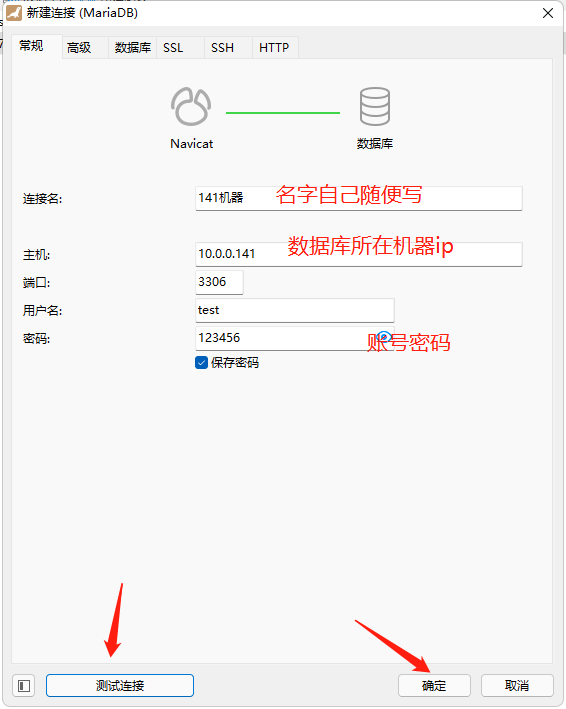 新建连接 (MariaDB)
常规 高级 数据库 SSL SSH HTTP
Navicat 数据库
连接名: 141机器 名字自己随便写
主机: 10.0.0.141 数据库所在机器ip
端口: 3306
用户名: test
密码: 123456 账号密码
保存密码
测试连接 确定 取消